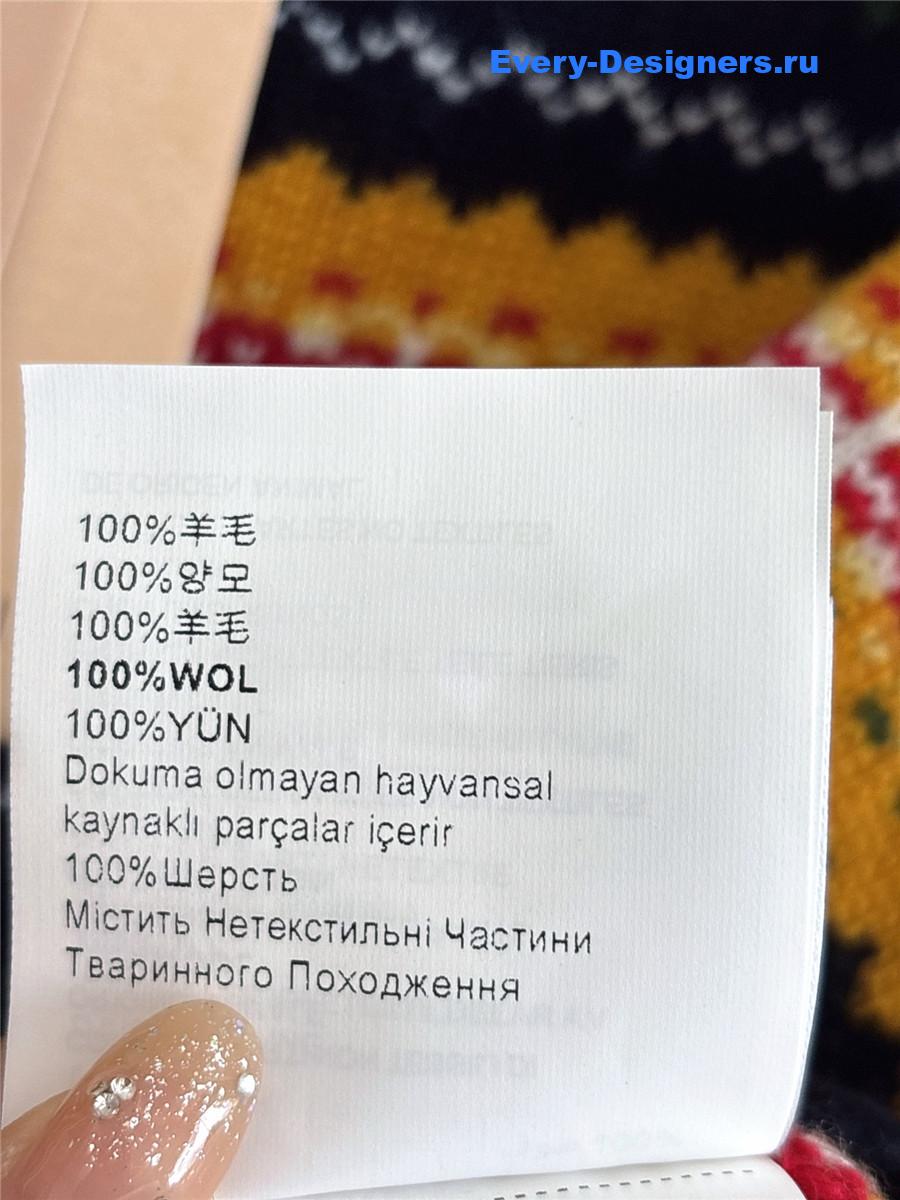 Every-Designers.ru
100%羊毛
100%양모
100%羊毛
100%WOL
100%YÜN
Dokuma olmayan hayvansal
kaynaklı parçalar içerir
100%Шерсть
Містить Нетекстильні Частини
Тваринного Походження